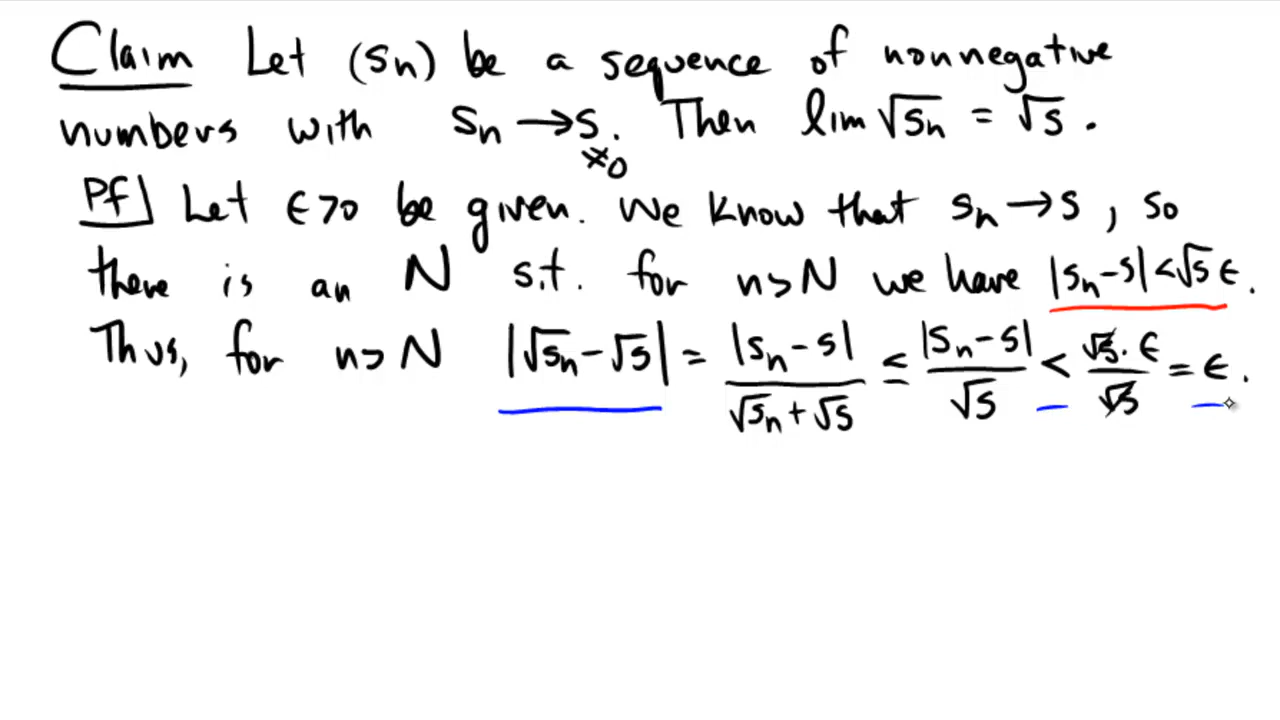 Claim Let (sn) be a sequence of nonnegative
numbers with sn → s. Then lim √sn = √s.
≠0
Pf] Let ϵ>0 be given. We know that sn → s, so
there is an N s.t. for n>N we have |sn-s|<√s ϵ.
Thus, for n>N |√sn-√s| = |sn-s|/(√sn+√s) ≤ |sn-s|/√s < √s·ϵ/√s = ϵ.